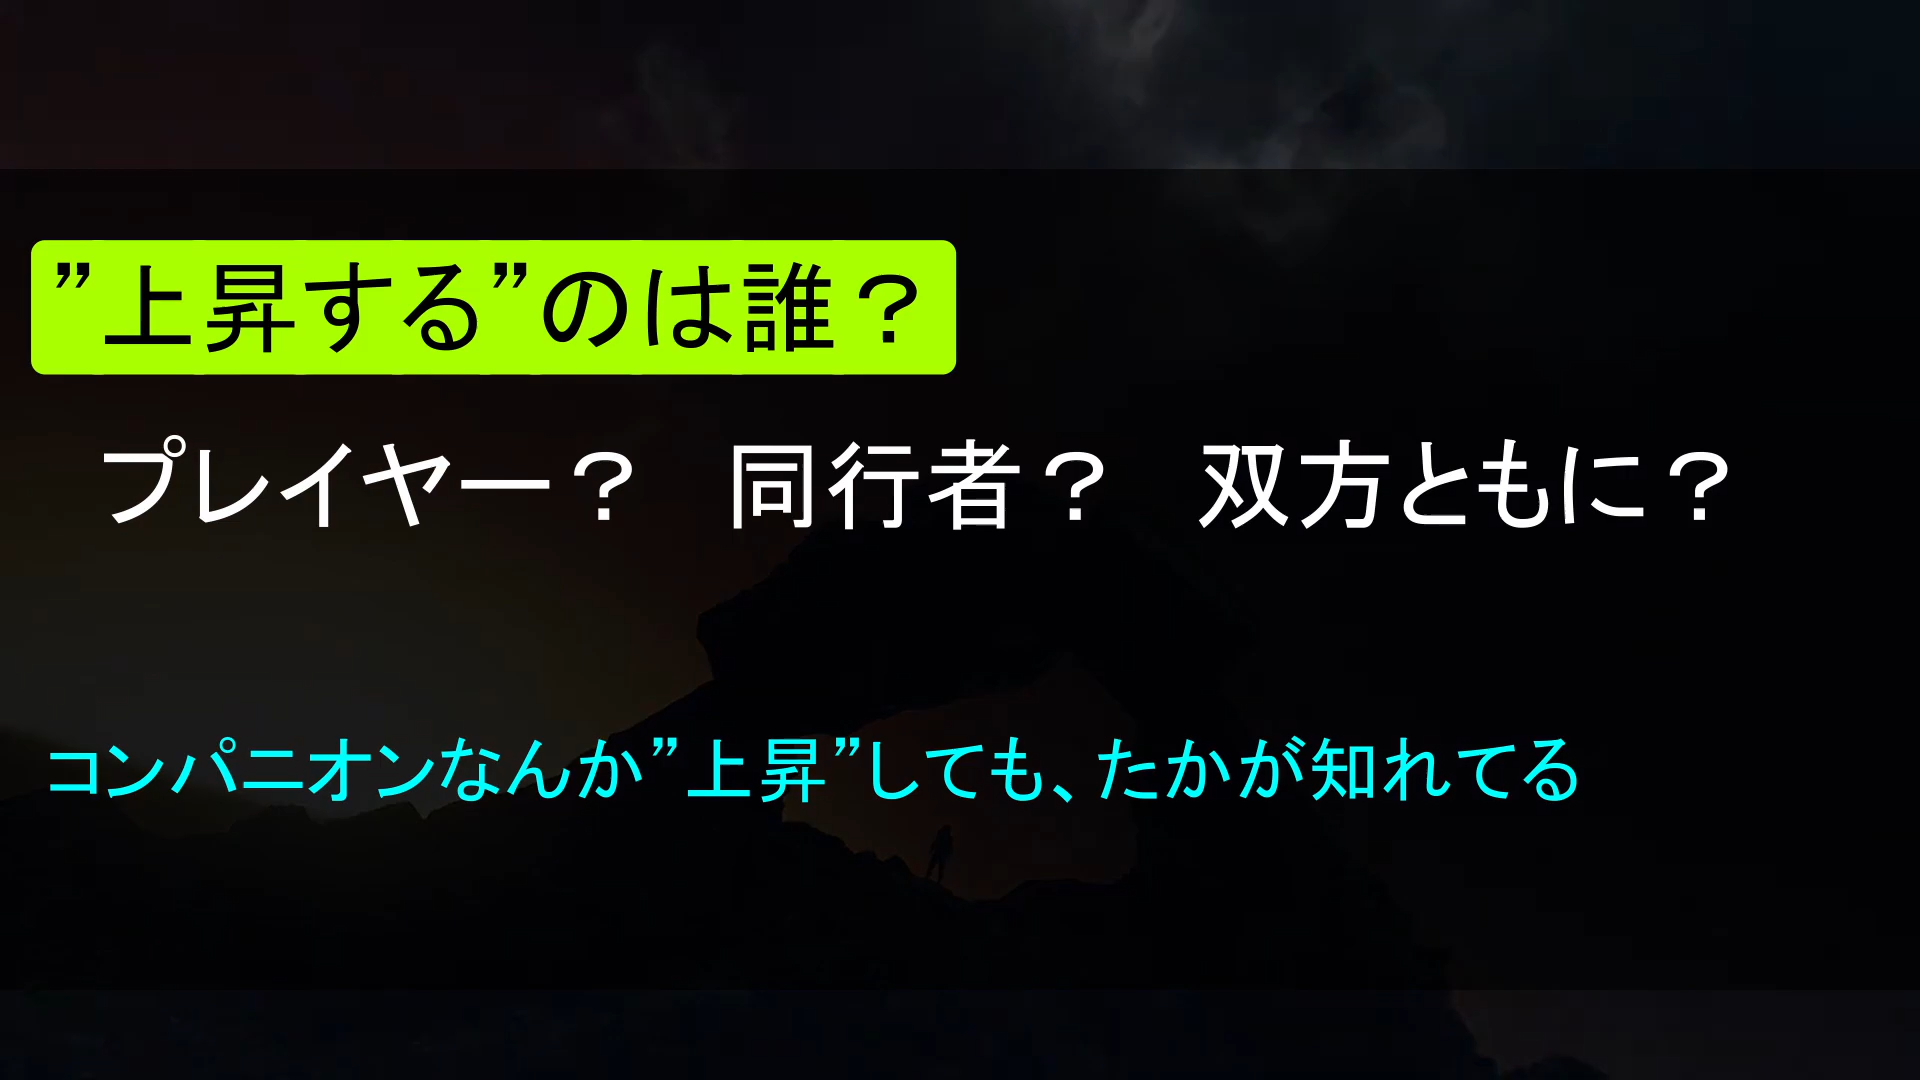 ”上昇する”のは誰？
プレイヤー？　同行者？　双方ともに？
コンパニオンなんか”上昇”しても、たかが知れてる